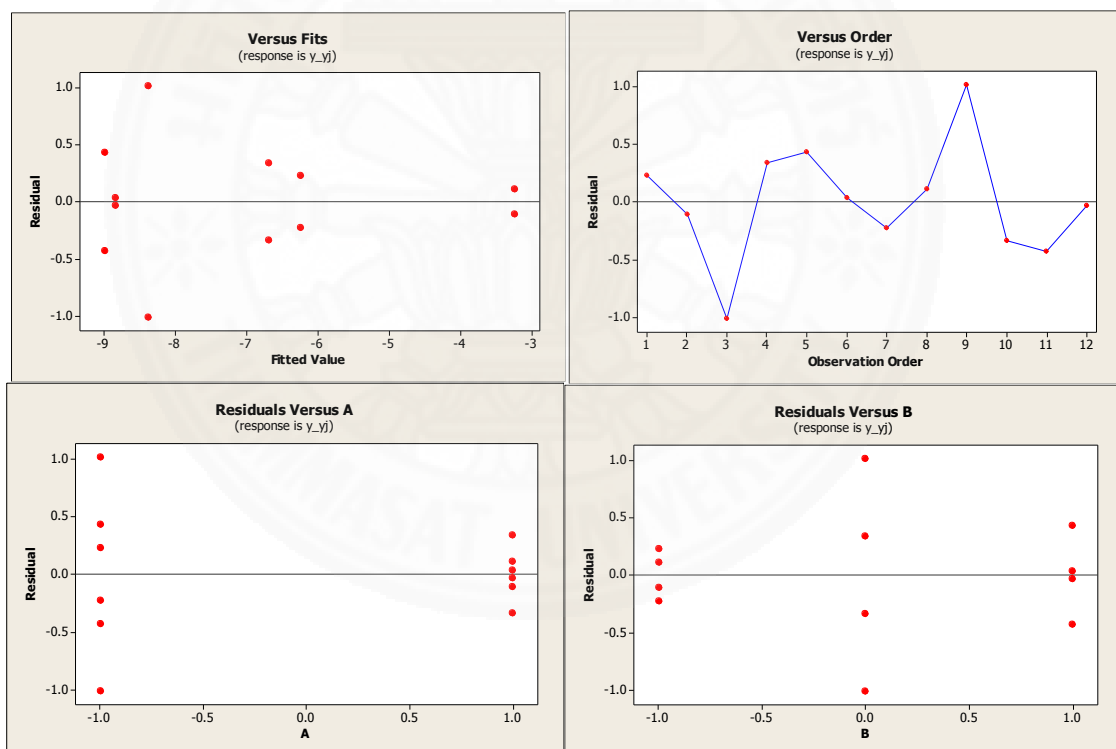 Versus Fits
(response is y_yj)
Residual
1.0
0.5
0.0
-0.5
-1.0
-9 -8 -7 -6 -5 -4 -3
Fitted Value
Versus Order
(response is y_yj)
Residual
1.0
0.5
0.0
-0.5
-1.0
1 2 3 4 5 6 7 8 9 10 11 12
Observation Order
Residuals Versus A
(response is y_yj)
Residual
1.0
0.5
0.0
-0.5
-1.0
-1.0 -0.5 0.0 0.5 1.0
A
Residuals Versus B
(response is y_yj)
Residual
1.0
0.5
0.0
-0.5
-1.0
-1.0 -0.5 0.0 0.5 1.0
B